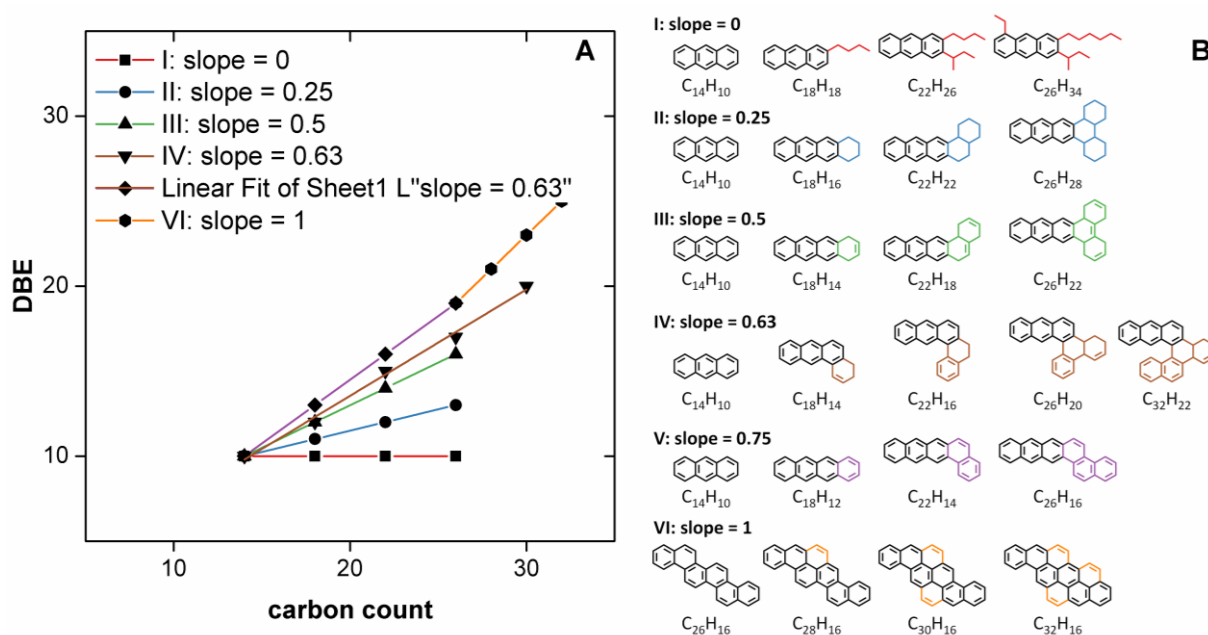 A
I: slope = 0
II: slope = 0.25
III: slope = 0.5
IV: slope = 0.63
Linear Fit of Sheet1 L"slope = 0.63"
VI: slope = 1
DBE
30
20
10
10
20
30
carbon count
B
I: slope = 0
C₁₄H₁₀ C₁₈H₁₈ C₂₂H₂₆ C₂₆H₃₄
II: slope = 0.25
C₁₄H₁₀ C₁₈H₁₆ C₂₂H₂₂ C₂₆H₂₈
III: slope = 0.5
C₁₄H₁₀ C₁₈H₁₄ C₂₂H₁₈ C₂₆H₂₂
IV: slope = 0.63
C₁₄H₁₀ C₁₈H₁₄ C₂₂H₁₆ C₂₆H₂₀ C₃₂H₂₂
V: slope = 0.75
C₁₄H₁₀ C₁₈H₁₂ C₂₂H₁₄ C₂₆H₁₆
VI: slope = 1
C₂₆H₁₆ C₂₈H₁₆ C₃₀H₁₆ C₃₂H₁₆